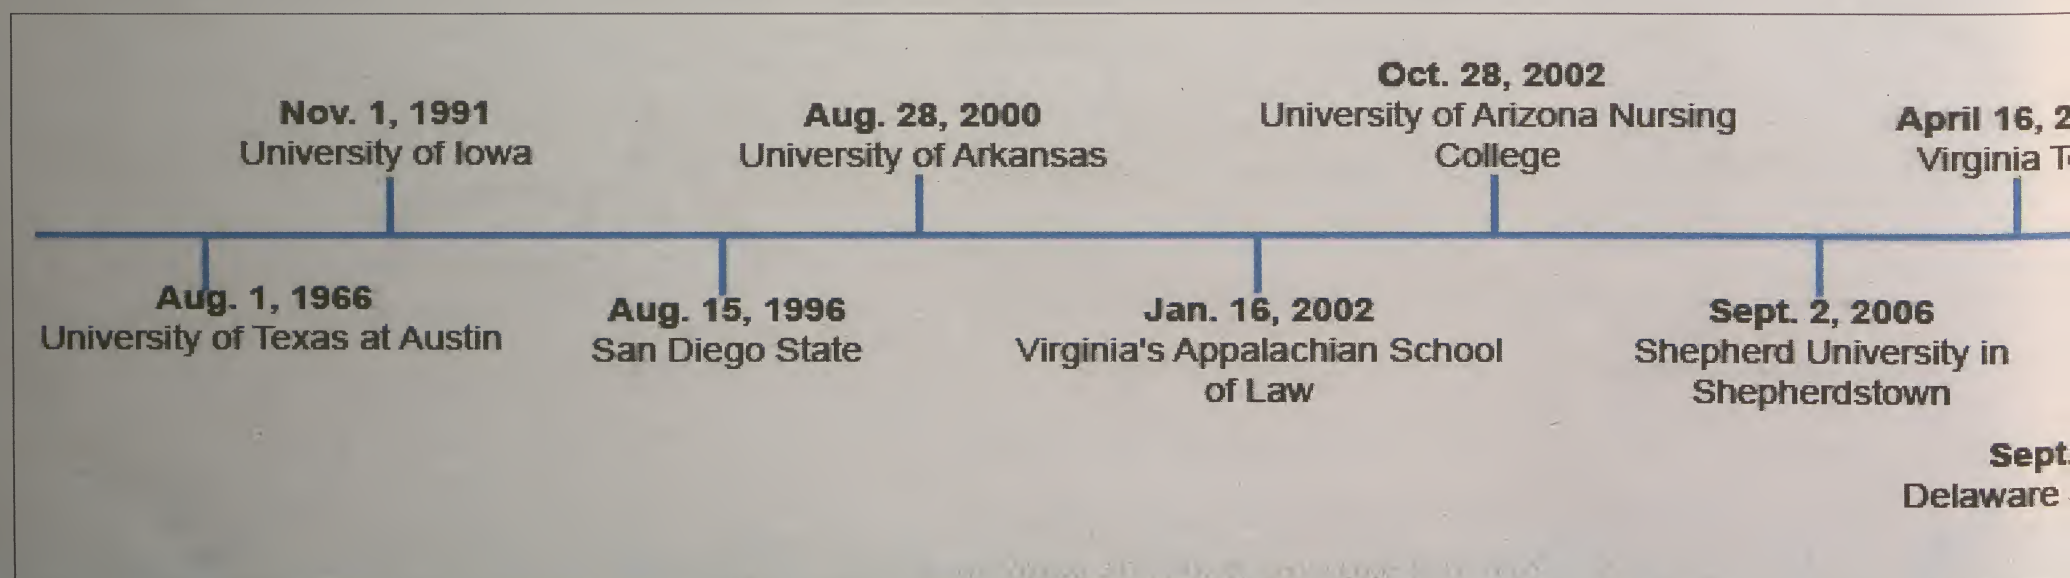 Nov. 1, 1991
University of Iowa
Aug. 28, 2000
University of Arkansas
Oct. 28, 2002
University of Arizona Nursing
College
April 16, 2
Virginia T
Aug. 1, 1966
University of Texas at Austin
Aug. 15, 1996
San Diego State
Jan. 16, 2002
Virginia's Appalachian School
of Law
Sept. 2, 2006
Shepherd University in
Shepherdstown
Sept.
Delaware